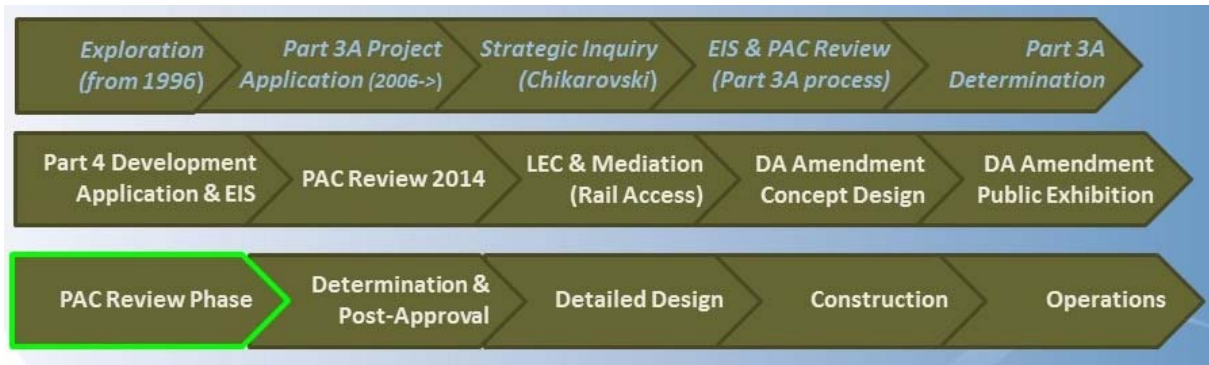 Exploration
(from 1996)
Part 3A Project
Application (2006->)
Strategic Inquiry
(Chikarovski)
EIS & PAC Review
(Part 3A process)
Part 3A
Determination
Part 4 Development
Application & EIS
PAC Review 2014
LEC & Mediation
(Rail Access)
DA Amendment
Concept Design
DA Amendment
Public Exhibition
PAC Review Phase
Determination &
Post-Approval
Detailed Design
Construction
Operations